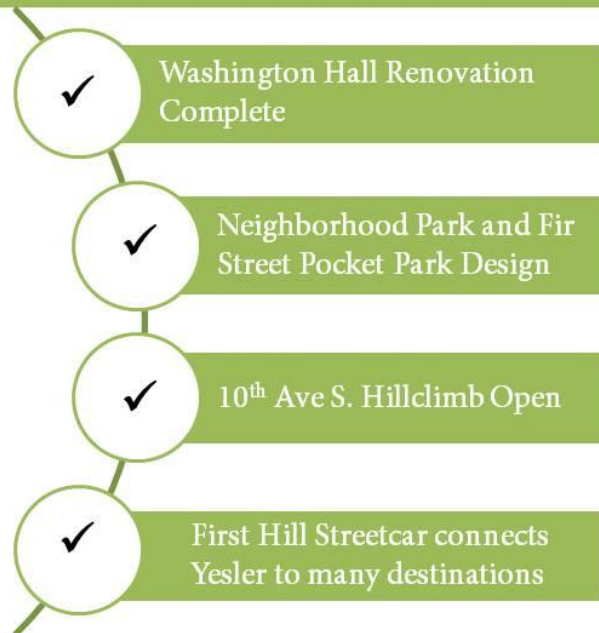 Washington Hall Renovation
Complete
Neighborhood Park and Fir
Street Pocket Park Design
10th Ave S. Hillclimb Open
First Hill Streetcar connects
Yesler to many destinations